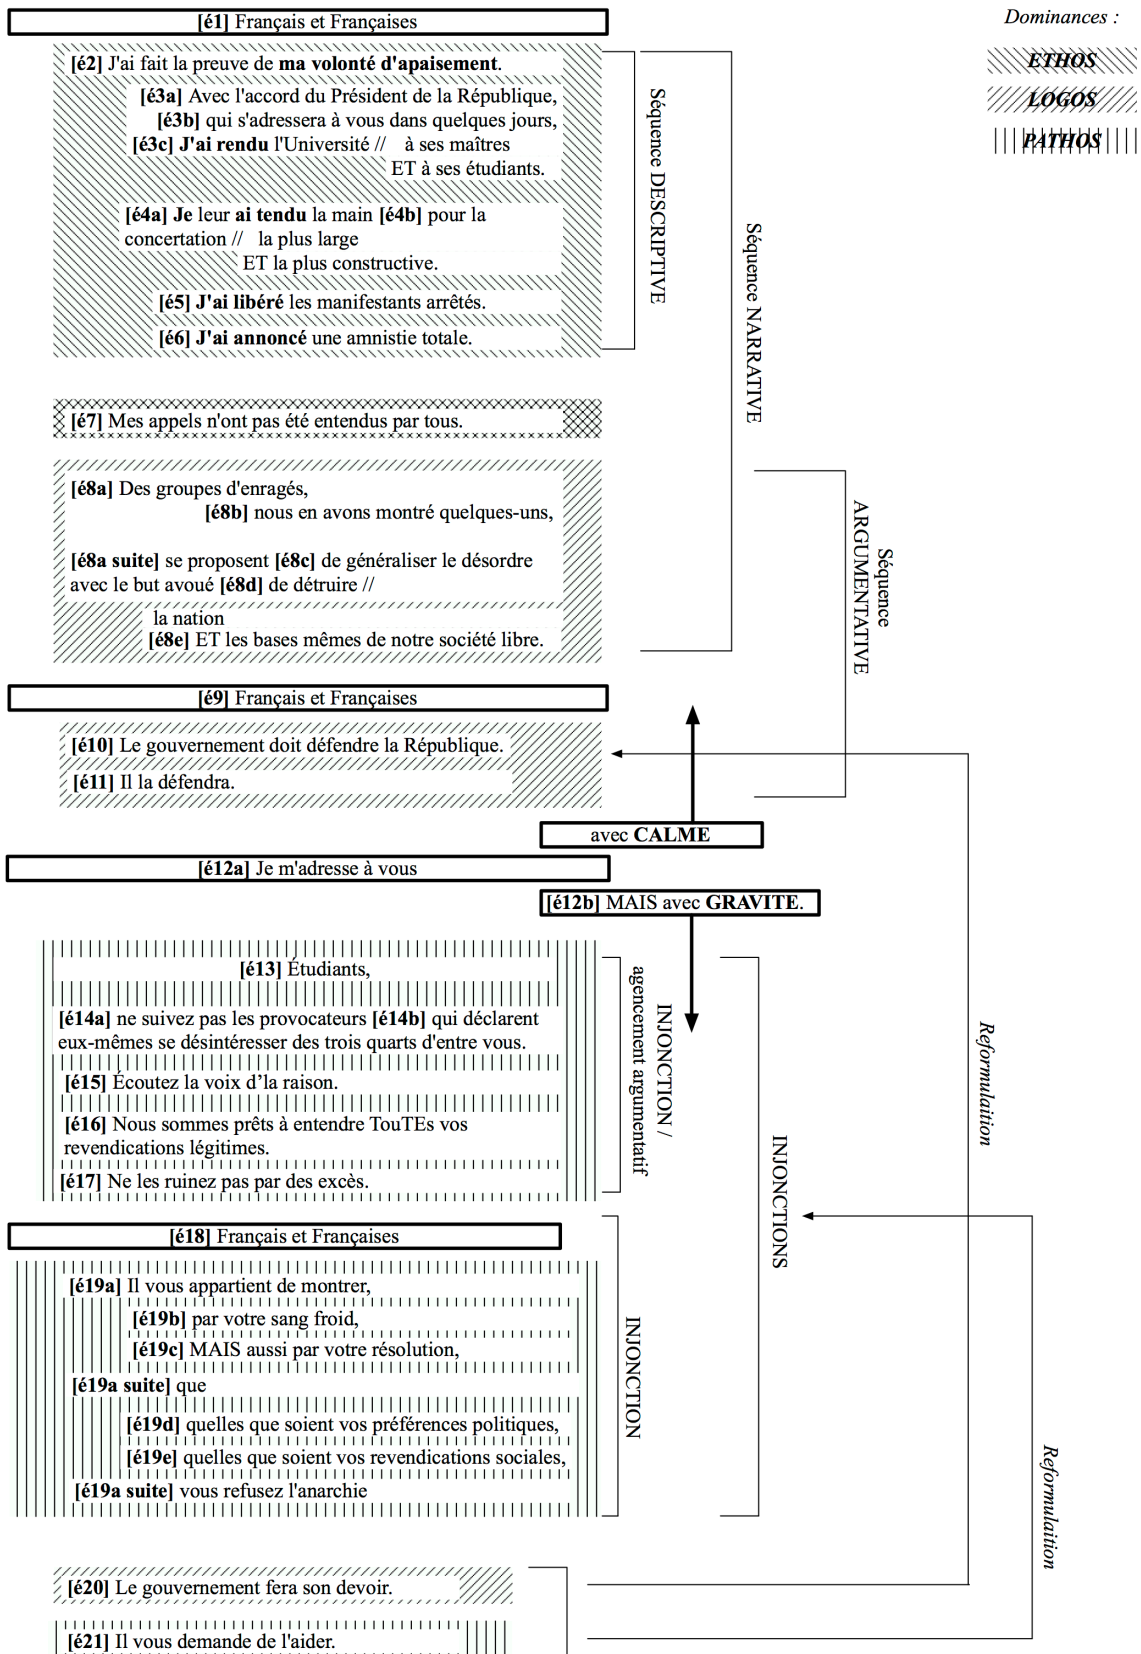 [é1] Français et Françaises
Dominances :
ETHOS
LOGOS
PATHOS
[é2] J'ai fait la preuve de ma volonté d'apaisement.
[é3a] Avec l'accord du Président de la République,
[é3b] qui s'adressera à vous dans quelques jours,
[é3c] J'ai rendu l'Université // à ses maîtres
ET à ses étudiants.
[é4a] Je leur ai tendu la main [é4b] pour la
concertation // la plus large
ET la plus constructive.
[é5] J'ai libéré les manifestants arrêtés.
[é6] J'ai annoncé une amnistie totale.
Séquence DESCRIPTIVE
Séquence NARRATIVE
[é7] Mes appels n'ont pas été entendus par tous.
[é8a] Des groupes d'enragés,
[é8b] nous en avons montré quelques-uns,
[é8a suite] se proposent [é8c] de généraliser le désordre
avec le but avoué [é8d] de détruire //
la nation
[é8e] ET les bases mêmes de notre société libre.
Séquence
ARGUMENTATIVE
[é9] Français et Françaises
[é10] Le gouvernement doit défendre la République.
[é11] Il la défendra.
avec CALME
[é12a] Je m'adresse à vous
[é12b] MAIS avec GRAVITE.
[é13] Étudiants,
[é14a] ne suivez pas les provocateurs [é14b] qui déclarent
eux-mêmes se désintéresser des trois quarts d'entre vous.
[é15] Écoutez la voix d'la raison.
[é16] Nous sommes prêts à entendre TouTEs vos
revendications légitimes.
[é17] Ne les ruinez pas par des excès.
INJONCTION /
agencement argumentatif
INJONCTIONS
Reformulaition
[é18] Français et Françaises
[é19a] Il vous appartient de montrer,
[é19b] par votre sang froid,
[é19c] MAIS aussi par votre résolution,
[é19a suite] que
[é19d] quelles que soient vos préférences politiques,
[é19e] quelles que soient vos revendications sociales,
[é19a suite] vous refusez l'anarchie
INJONCTION
Reformulaition
[é20] Le gouvernement fera son devoir.
[é21] Il vous demande de l'aider.